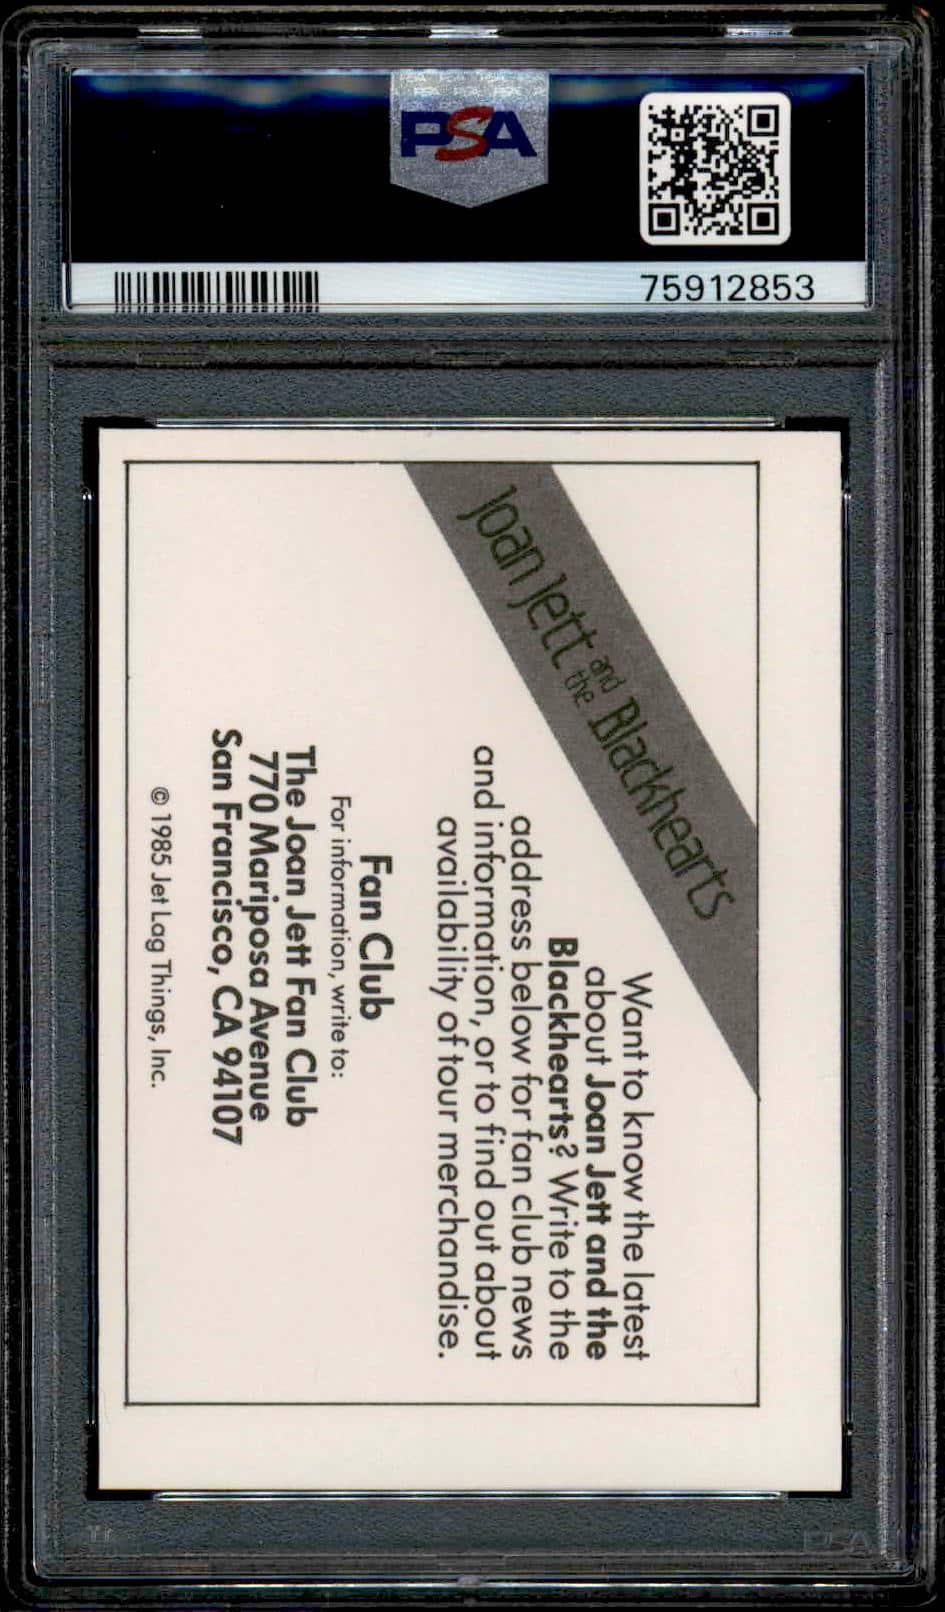 PSA
75912853
Joan Jett and the Blackhearts
Want to know the latest
about Joan Jett and the
Blackhearts? Write to the
address below for fan club news
and information, or to find out about
availability of tour merchandise.
Fan Club
For information, write to:
The Joan Jett Fan Club
770 Mariposa Avenue
San Francisco, CA 94107
© 1985 Jet Lag Things, Inc.
PSA